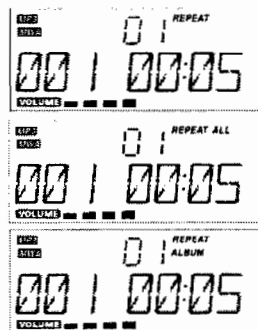 MP3 01 REPEAT
WMA
001 00:05
VOLUME
MP3 01 REPEAT ALL
WMA
001 00:05
VOLUME
MP3 01 REPEAT
WMA ALBUM
001 00:05
VOLUME